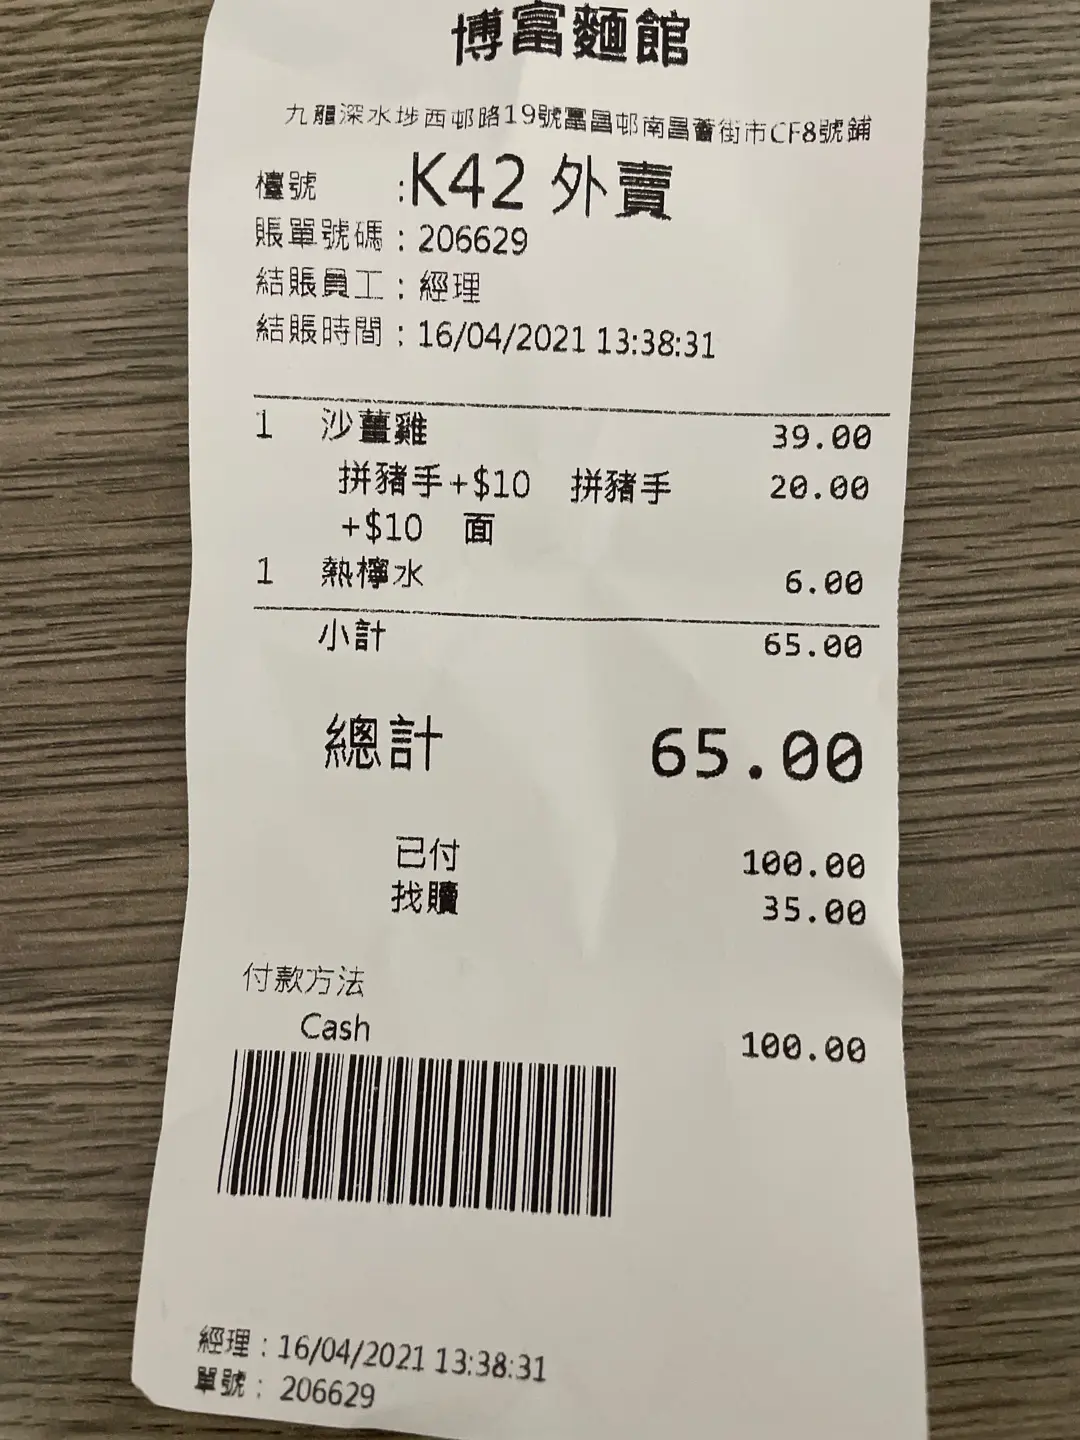 博富麵館
九龍深水埗西邨路19號富昌邨南昌薈街市CF8號鋪
檯號 :K42 外賣
賬單號碼 : 206629
結賬員工 : 經理
結賬時間 : 16/04/2021 13:38:31
1 沙薑雞 39.00
拼豬手+$10 拼豬手 20.00
+$10 面
1 熱檸水 6.00
小計 65.00
總計 65.00
已付 100.00
找贖 35.00
付款方法
Cash 100.00
經理 : 16/04/2021 13:38:31
單號 : 206629